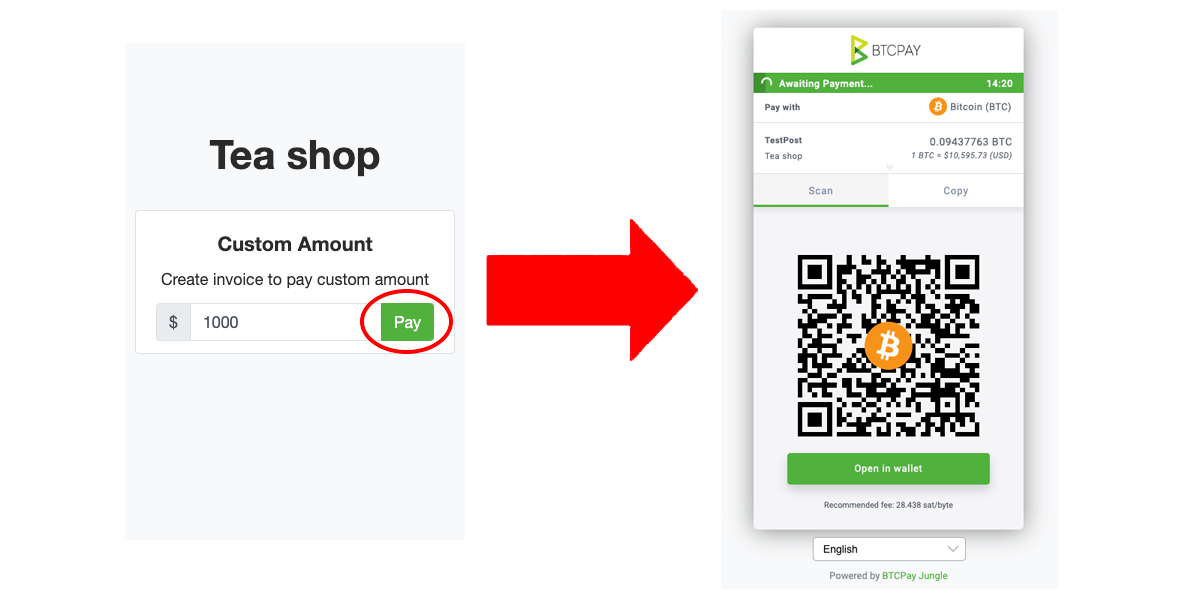 Tea shop
Custom Amount
Create invoice to pay custom amount
$ 1000 Pay
BTCPAY
Awaiting Payment... 14:20
Pay with Bitcoin (BTC)
TestPost 0.09437763 BTC
Tea shop 1 BTC = $10,595.73 (USD)
Scan Copy
Open in wallet
Recommended fee: 28.438 sat/byte
English
Powered by BTCPay Jungle